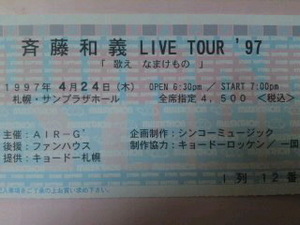 斉藤和義 LIVE TOUR '97
「 歌え なまけもの 」
1997年 4月24日(木) OPEN 6:30pm / START 7:00pm
札幌・サンプラザホール 全席指定 4,500 <税込>
主催:AIR-G' 企画制作:シンコーミュージック
後援:ファンハウス 制作協力:キョードーロッケン/一国
提供:キョードー札幌
1列 12番